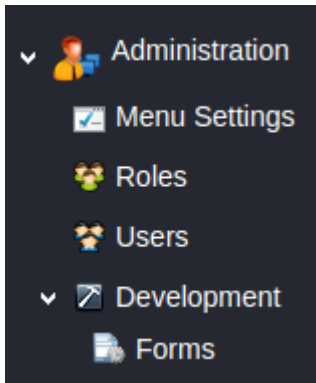 Administration
Menu Settings
Roles
Users
Development
Forms